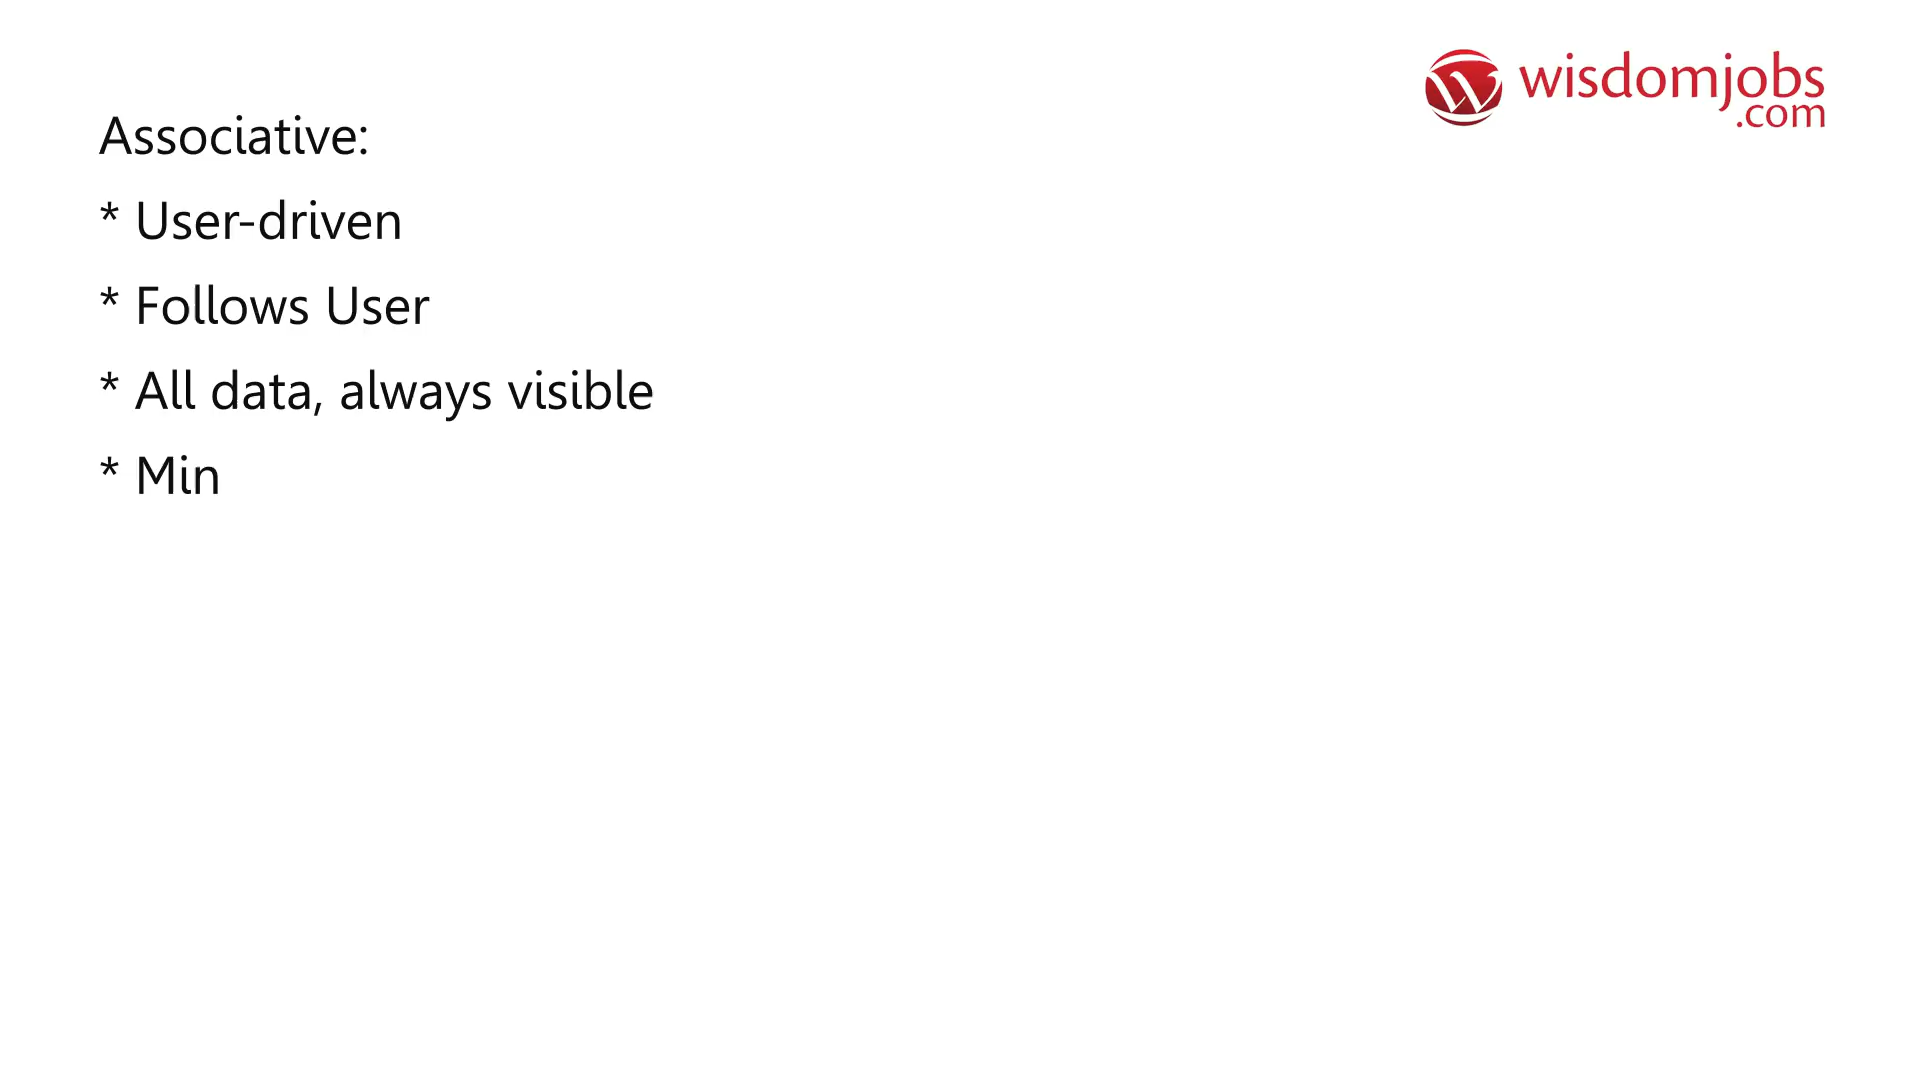 wisdomjobs
.com
Associative:
* User-driven
* Follows User
* All data, always visible
* Min